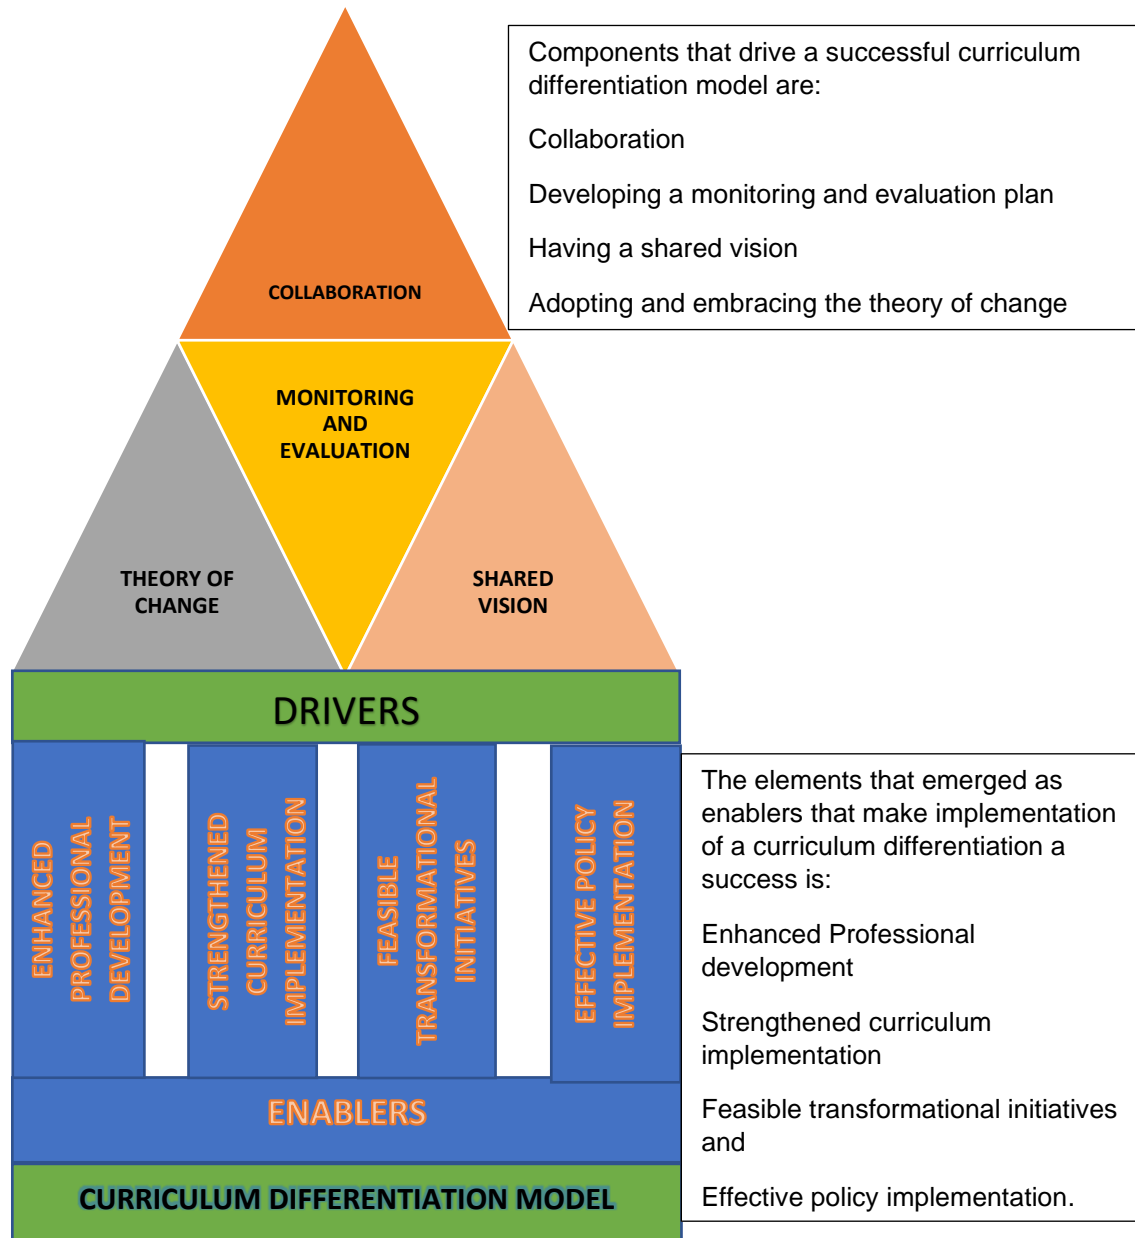 Components that drive a successful curriculum
differentiation model are:
Collaboration
Developing a monitoring and evaluation plan
Having a shared vision
Adopting and embracing the theory of change
COLLABORATION
MONITORING
AND
EVALUATION
THEORY OF
CHANGE
SHARED
VISION
DRIVERS
ENHANCED
PROFESSIONAL
DEVELOPMENT
STRENGTHENED
CURRICULUM
IMPLEMENTATION
FEASIBLE
TRANSFORMATIONAL
INITIATIVES
EFFECTIVE POLICY
IMPLEMENTATION
The elements that emerged as
enablers that make implementation
of a curriculum differentiation a
success is:
Enhanced Professional
development
Strengthened curriculum
implementation
Feasible transformational initiatives
and
Effective policy implementation.
ENABLERS
CURRICULUM DIFFERENTIATION MODEL